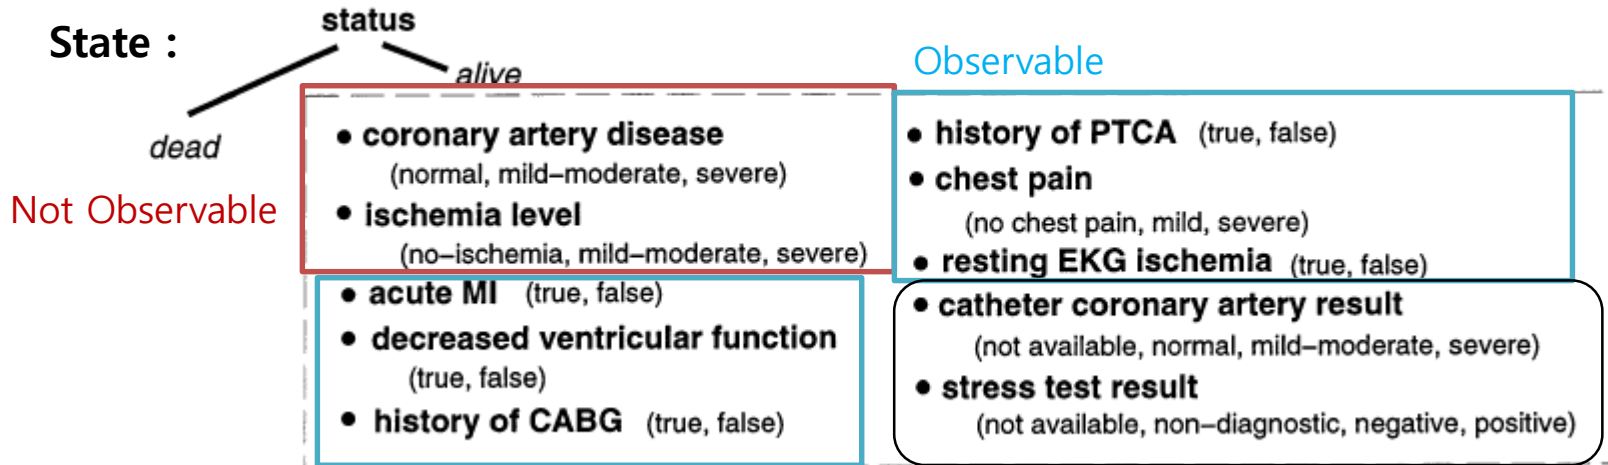 State :
status
dead
alive
Not Observable
• coronary artery disease
(normal, mild–moderate, severe)
• ischemia level
(no–ischemia, mild–moderate, severe)
• acute MI (true, false)
• decreased ventricular function
(true, false)
• history of CABG (true, false)
Observable
• history of PTCA (true, false)
• chest pain
(no chest pain, mild, severe)
• resting EKG ischemia (true, false)
• catheter coronary artery result
(not available, normal, mild–moderate, severe)
• stress test result
(not available, non–diagnostic, negative, positive)